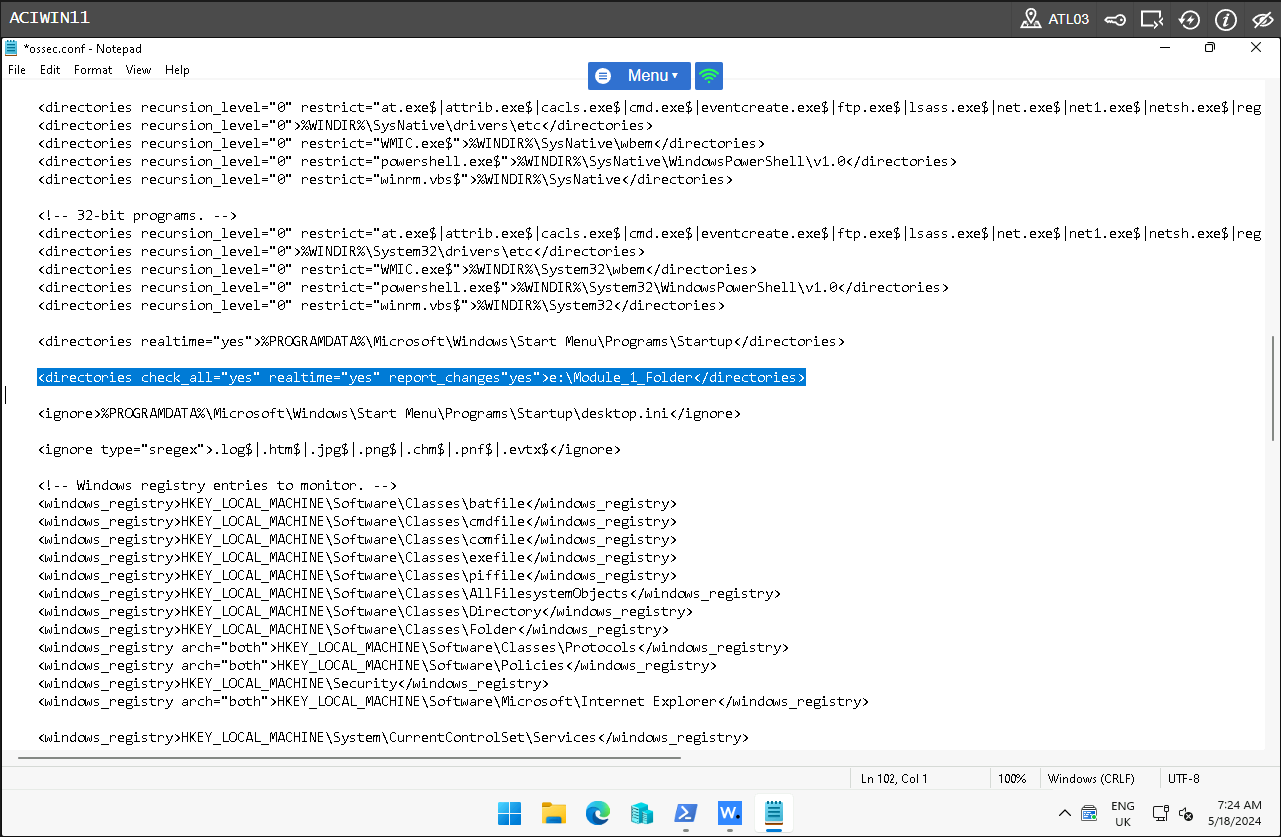 ACIWIN11
ATL03
*ossec.conf - Notepad
File Edit Format View Help
Menu
<directories recursion_level="0" restrict="at.exe$|attrib.exe$|cacls.exe$|cmd.exe$|eventcreate.exe$|ftp.exe$|lsass.exe$|net.exe$|net1.exe$|netsh.exe$|reg
<directories recursion_level="0">%WINDIR%\SysNative\drivers\etc</directories>
<directories recursion_level="0" restrict="WMIC.exe$">%WINDIR%\SysNative\wbem</directories>
<directories recursion_level="0" restrict="powershell.exe$">%WINDIR%\SysNative\WindowsPowerShell\v1.0</directories>
<directories recursion_level="0" restrict="winrm.vbs$">%WINDIR%\SysNative</directories>
<!-- 32-bit programs. -->
<directories recursion_level="0" restrict="at.exe$|attrib.exe$|cacls.exe$|cmd.exe$|eventcreate.exe$|ftp.exe$|lsass.exe$|net.exe$|net1.exe$|netsh.exe$|reg
<directories recursion_level="0">%WINDIR%\System32\drivers\etc</directories>
<directories recursion_level="0" restrict="WMIC.exe$">%WINDIR%\System32\wbem</directories>
<directories recursion_level="0" restrict="powershell.exe$">%WINDIR%\System32\WindowsPowerShell\v1.0</directories>
<directories recursion_level="0" restrict="winrm.vbs$">%WINDIR%\System32</directories>
<directories realtime="yes">%PROGRAMDATA%\Microsoft\Windows\Start Menu\Programs\Startup</directories>
<directories check_all="yes" realtime="yes" report_changes"yes">e:\Module_1_Folder</directories>
<ignore>%PROGRAMDATA%\Microsoft\Windows\Start Menu\Programs\Startup\desktop.ini</ignore>
<ignore type="sregex">.log$|.htm$|.jpg$|.png$|.chm$|.pnf$|.evtx$</ignore>
<!-- Windows registry entries to monitor. -->
<windows_registry>HKEY_LOCAL_MACHINE\Software\Classes\batfile</windows_registry>
<windows_registry>HKEY_LOCAL_MACHINE\Software\Classes\cmdfile</windows_registry>
<windows_registry>HKEY_LOCAL_MACHINE\Software\Classes\comfile</windows_registry>
<windows_registry>HKEY_LOCAL_MACHINE\Software\Classes\exefile</windows_registry>
<windows_registry>HKEY_LOCAL_MACHINE\Software\Classes\piffile</windows_registry>
<windows_registry>HKEY_LOCAL_MACHINE\Software\Classes\AllFilesystemObjects</windows_registry>
<windows_registry>HKEY_LOCAL_MACHINE\Software\Classes\Directory</windows_registry>
<windows_registry>HKEY_LOCAL_MACHINE\Software\Classes\Folder</windows_registry>
<windows_registry arch="both">HKEY_LOCAL_MACHINE\Software\Classes\Protocols</windows_registry>
<windows_registry arch="both">HKEY_LOCAL_MACHINE\Software\Policies</windows_registry>
<windows_registry>HKEY_LOCAL_MACHINE\Security</windows_registry>
<windows_registry arch="both">HKEY_LOCAL_MACHINE\Software\Microsoft\Internet Explorer</windows_registry>
<windows_registry>HKEY_LOCAL_MACHINE\System\CurrentControlSet\Services</windows_registry>
Ln 102, Col 1 100% Windows (CRLF) UTF-8
W.
ENG
UK
7:24 AM
5/18/2024